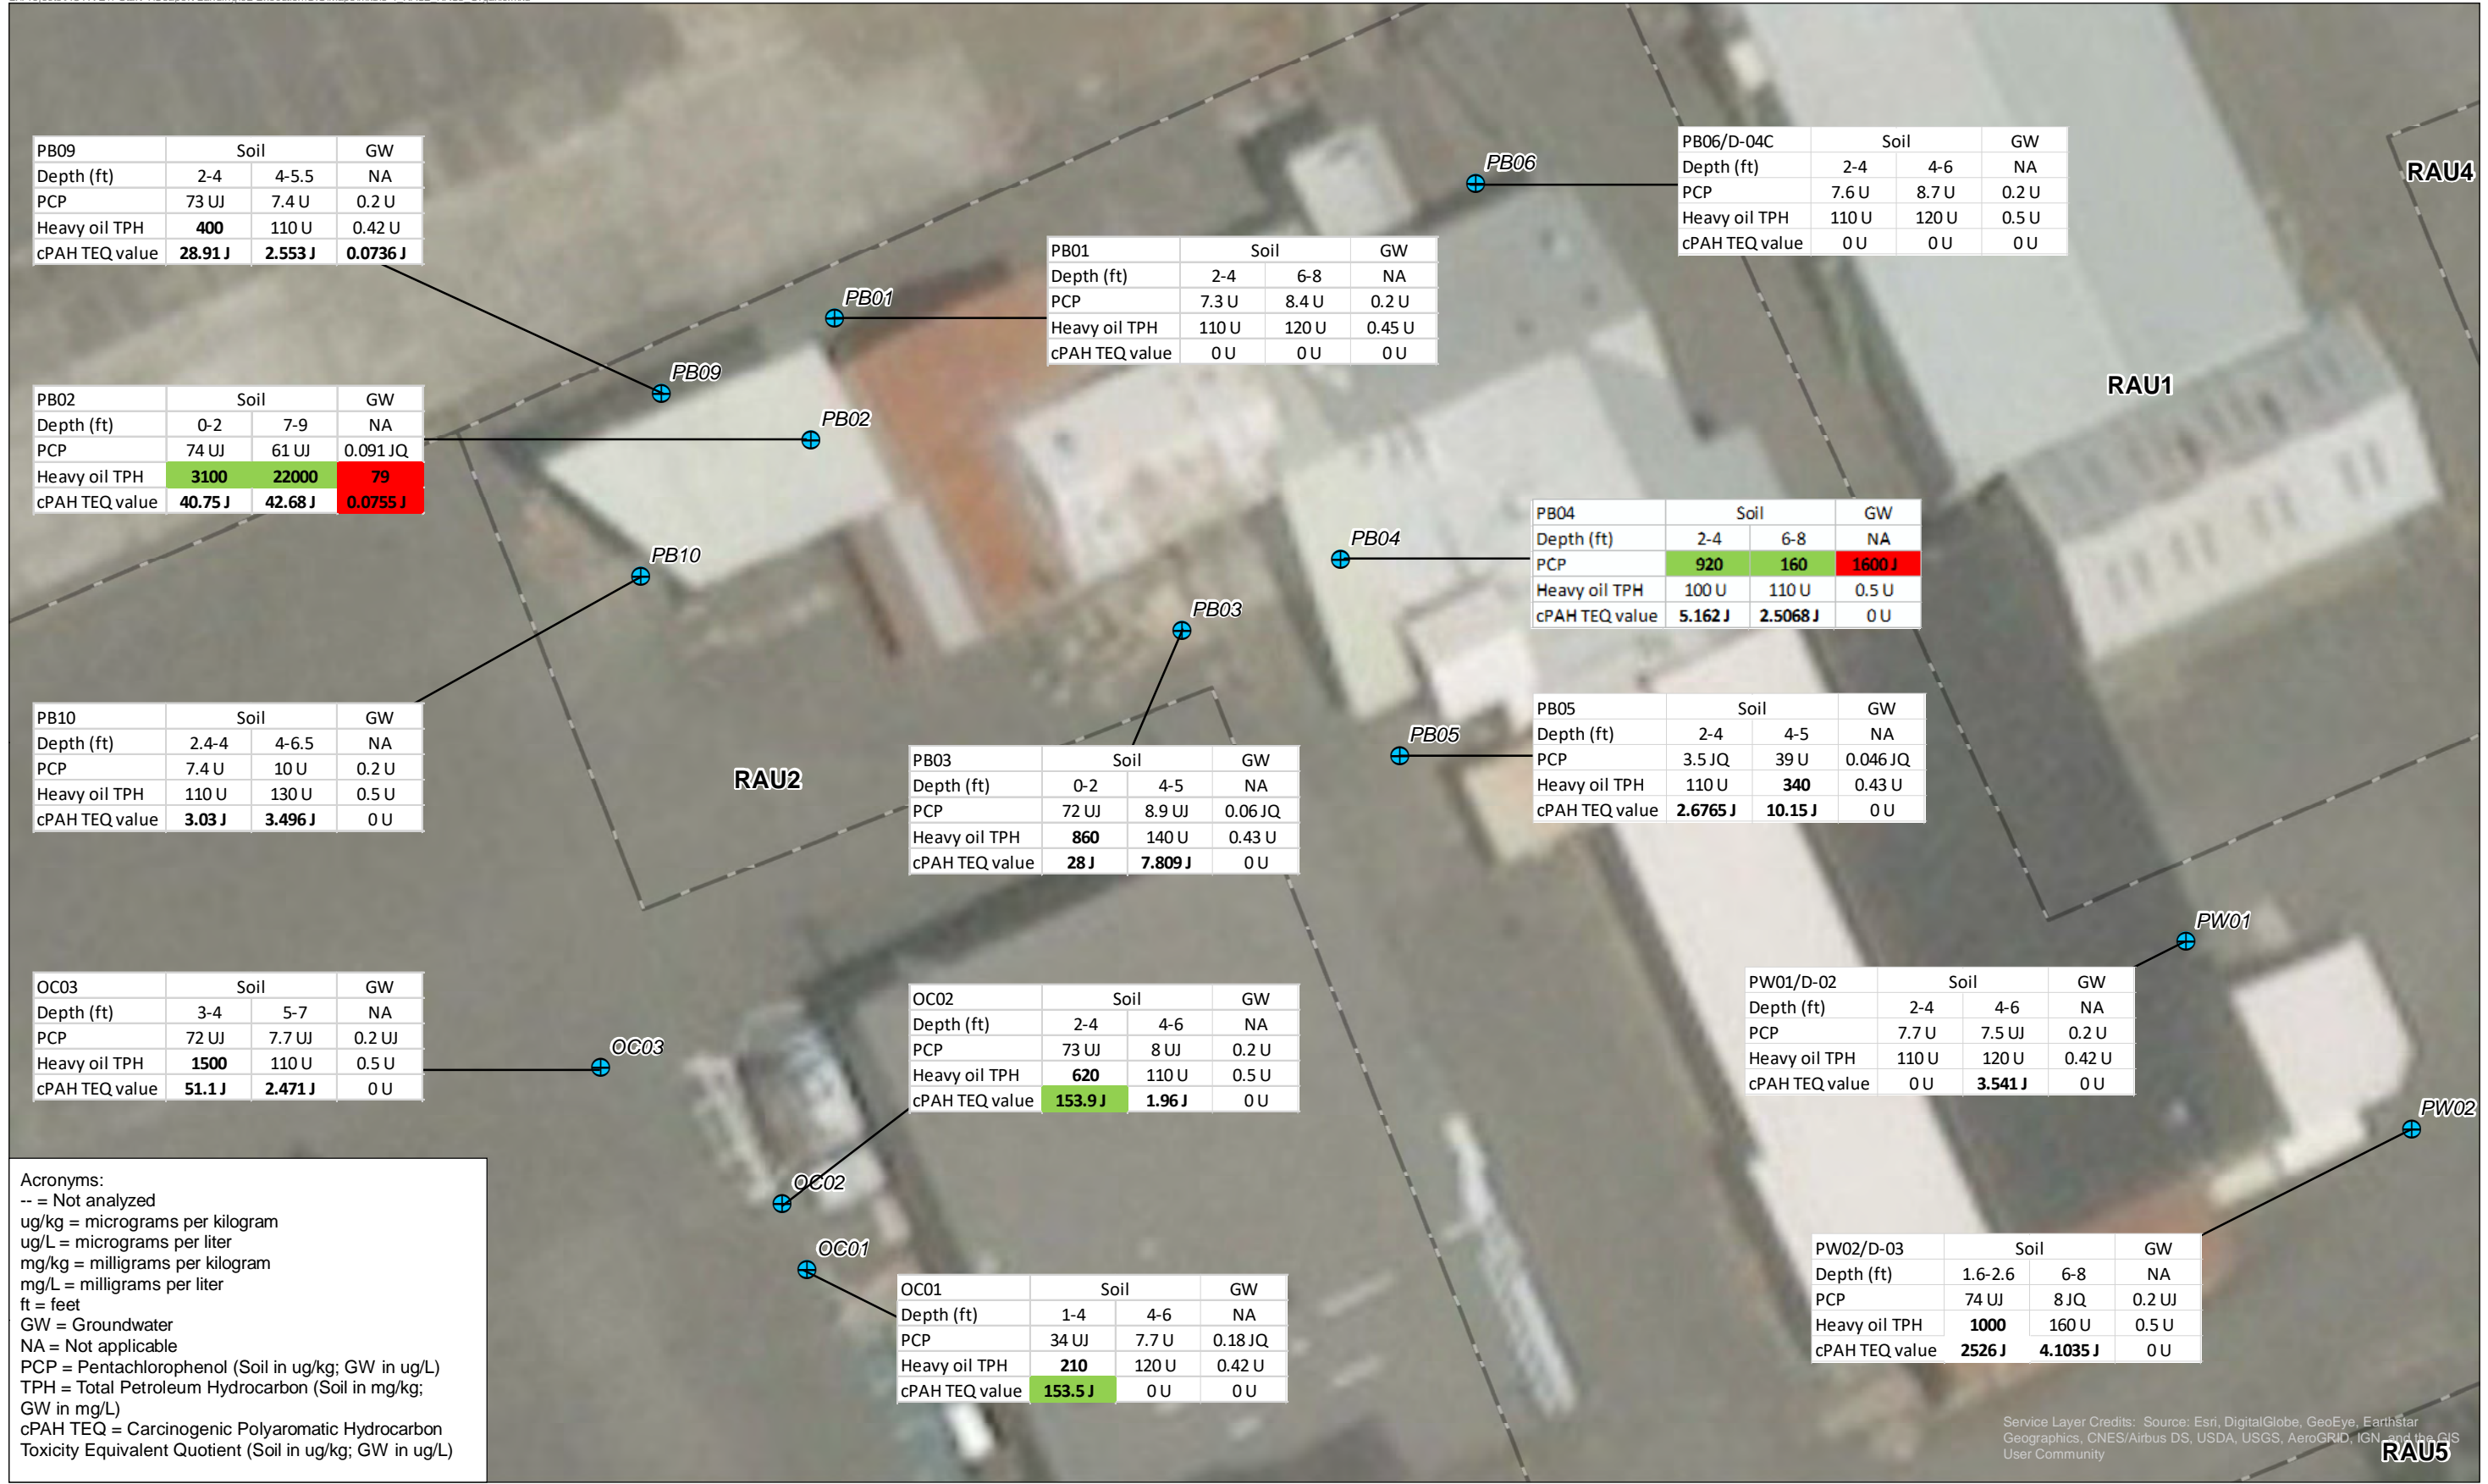 PB09 Soil GW
Depth (ft) 2-4 4-5.5 NA
PCP 73 UJ 7.4 U 0.2 U
Heavy oil TPH 400 110 U 0.42 U
cPAH TEQ value 28.91 J 2.553 J 0.0736 J
PB06
PB06/D-04C Soil GW
Depth (ft) 2-4 4-6 NA
PCP 7.6 U 8.7 U 0.2 U
Heavy oil TPH 110 U 120 U 0.5 U
cPAH TEQ value 0 U 0 U 0 U
RAU4
PB01
PB01 Soil GW
Depth (ft) 2-4 6-8 NA
PCP 7.3 U 8.4 U 0.2 U
Heavy oil TPH 110 U 120 U 0.45 U
cPAH TEQ value 0 U 0 U 0 U
PB09
RAU1
PB02 Soil GW
Depth (ft) 0-2 7-9 NA
PCP 74 UJ 61 UJ 0.091 JQ
Heavy oil TPH 3100 22000 79
cPAH TEQ value 40.75 J 42.68 J 0.0755 J
PB02
PB10
PB04
PB04 Soil GW
Depth (ft) 2-4 6-8 NA
PCP 920 160 1600 J
Heavy oil TPH 100 U 110 U 0.5 U
cPAH TEQ value 5.162 J 2.5068 J 0 U
PB03
PB10 Soil GW
Depth (ft) 2.4-4 4-6.5 NA
PCP 7.4 U 10 U 0.2 U
Heavy oil TPH 110 U 130 U 0.5 U
cPAH TEQ value 3.03 J 3.496 J 0 U
RAU2
PB03 Soil GW
Depth (ft) 0-2 4-5 NA
PCP 72 UJ 8.9 UJ 0.06 JQ
Heavy oil TPH 860 140 U 0.43 U
cPAH TEQ value 28 J 7.809 J 0 U
PB05
PB05 Soil GW
Depth (ft) 2-4 4-5 NA
PCP 3.5 JQ 39 U 0.046 JQ
Heavy oil TPH 110 U 340 0.43 U
cPAH TEQ value 2.6765 J 10.15 J 0 U
PW01
PW01/D-02 Soil GW
Depth (ft) 2-4 4-6 NA
PCP 7.7 U 7.5 UJ 0.2 U
Heavy oil TPH 110 U 120 U 0.42 U
cPAH TEQ value 0 U 3.541 J 0 U
OC03 Soil GW
Depth (ft) 3-4 5-7 NA
PCP 72 UJ 7.7 UJ 0.2 UJ
Heavy oil TPH 1500 110 U 0.5 U
cPAH TEQ value 51.1 J 2.471 J 0 U
OC03
OC02 Soil GW
Depth (ft) 2-4 4-6 NA
PCP 73 UJ 8 UJ 0.2 U
Heavy oil TPH 620 110 U 0.5 U
cPAH TEQ value 153.9 J 1.96 J 0 U
PW02
OC02
OC01
OC01 Soil GW
Depth (ft) 1-4 4-6 NA
PCP 34 UJ 7.7 U 0.18 JQ
Heavy oil TPH 210 120 U 0.42 U
cPAH TEQ value 153.5 J 0 U 0 U
PW02/D-03 Soil GW
Depth (ft) 1.6-2.6 6-8 NA
PCP 74 UJ 8 JQ 0.2 UJ
Heavy oil TPH 1000 160 U 0.5 U
cPAH TEQ value 2526 J 4.1035 J 0 U
Acronyms:
-- = Not analyzed
ug/kg = micrograms per kilogram
ug/L = micrograms per liter
mg/kg = milligrams per kilogram
mg/L = milligrams per liter
ft = feet
GW = Groundwater
NA = Not applicable
PCP = Pentachlorophenol (Soil in ug/kg; GW in ug/L)
TPH = Total Petroleum Hydrocarbon (Soil in mg/kg;
GW in mg/L)
cPAH TEQ = Carcinogenic Polyaromatic Hydrocarbon
Toxicity Equivalent Quotient (Soil in ug/kg; GW in ug/L)
Service Layer Credits: Source: Esri, DigitalGlobe, GeoEye, Earthstar
Geographics, CNES/Airbus DS, USDA, USGS, AeroGRID, IGN, and the GIS
User Community
RAU5